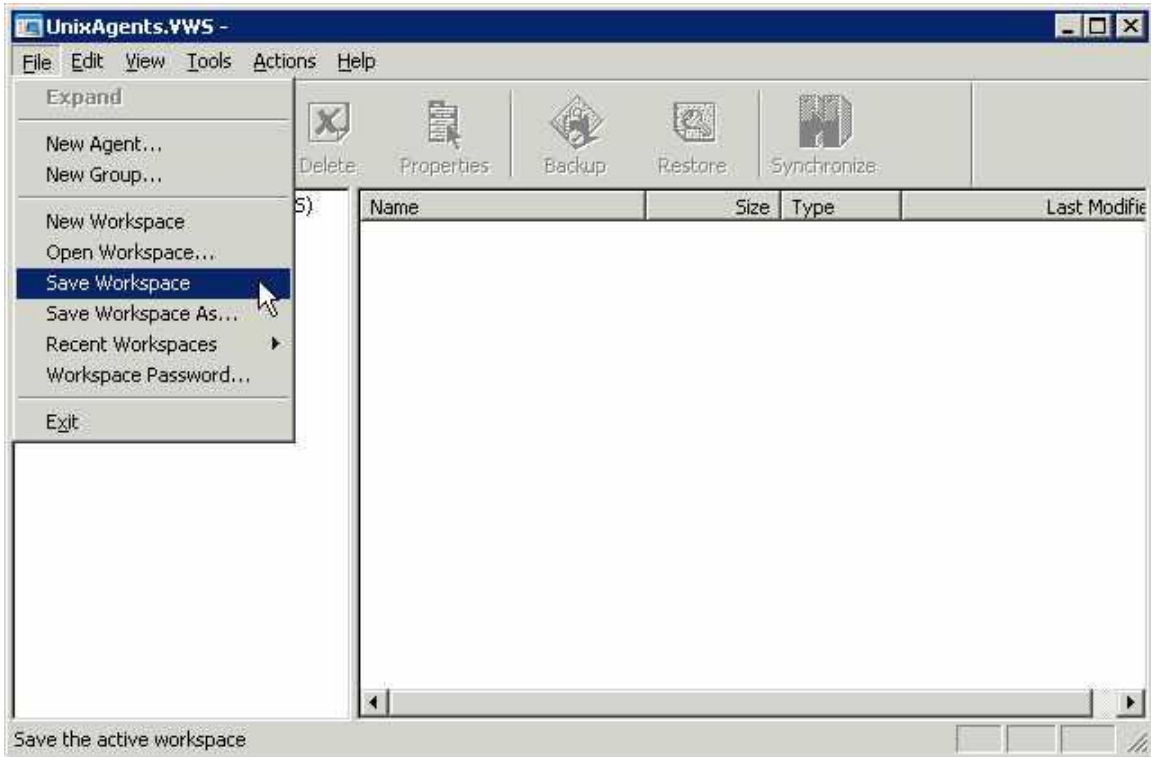 UnixAgents.VWS -
File Edit View Tools Actions Help
Expand
New Agent...
New Group...
New Workspace
Open Workspace...
Save Workspace
Save Workspace As...
Recent Workspaces
Workspace Password...
Exit
Delete Properties Backup Restore Synchronize
S)
Name Size Type Last Modifie
Save the active workspace